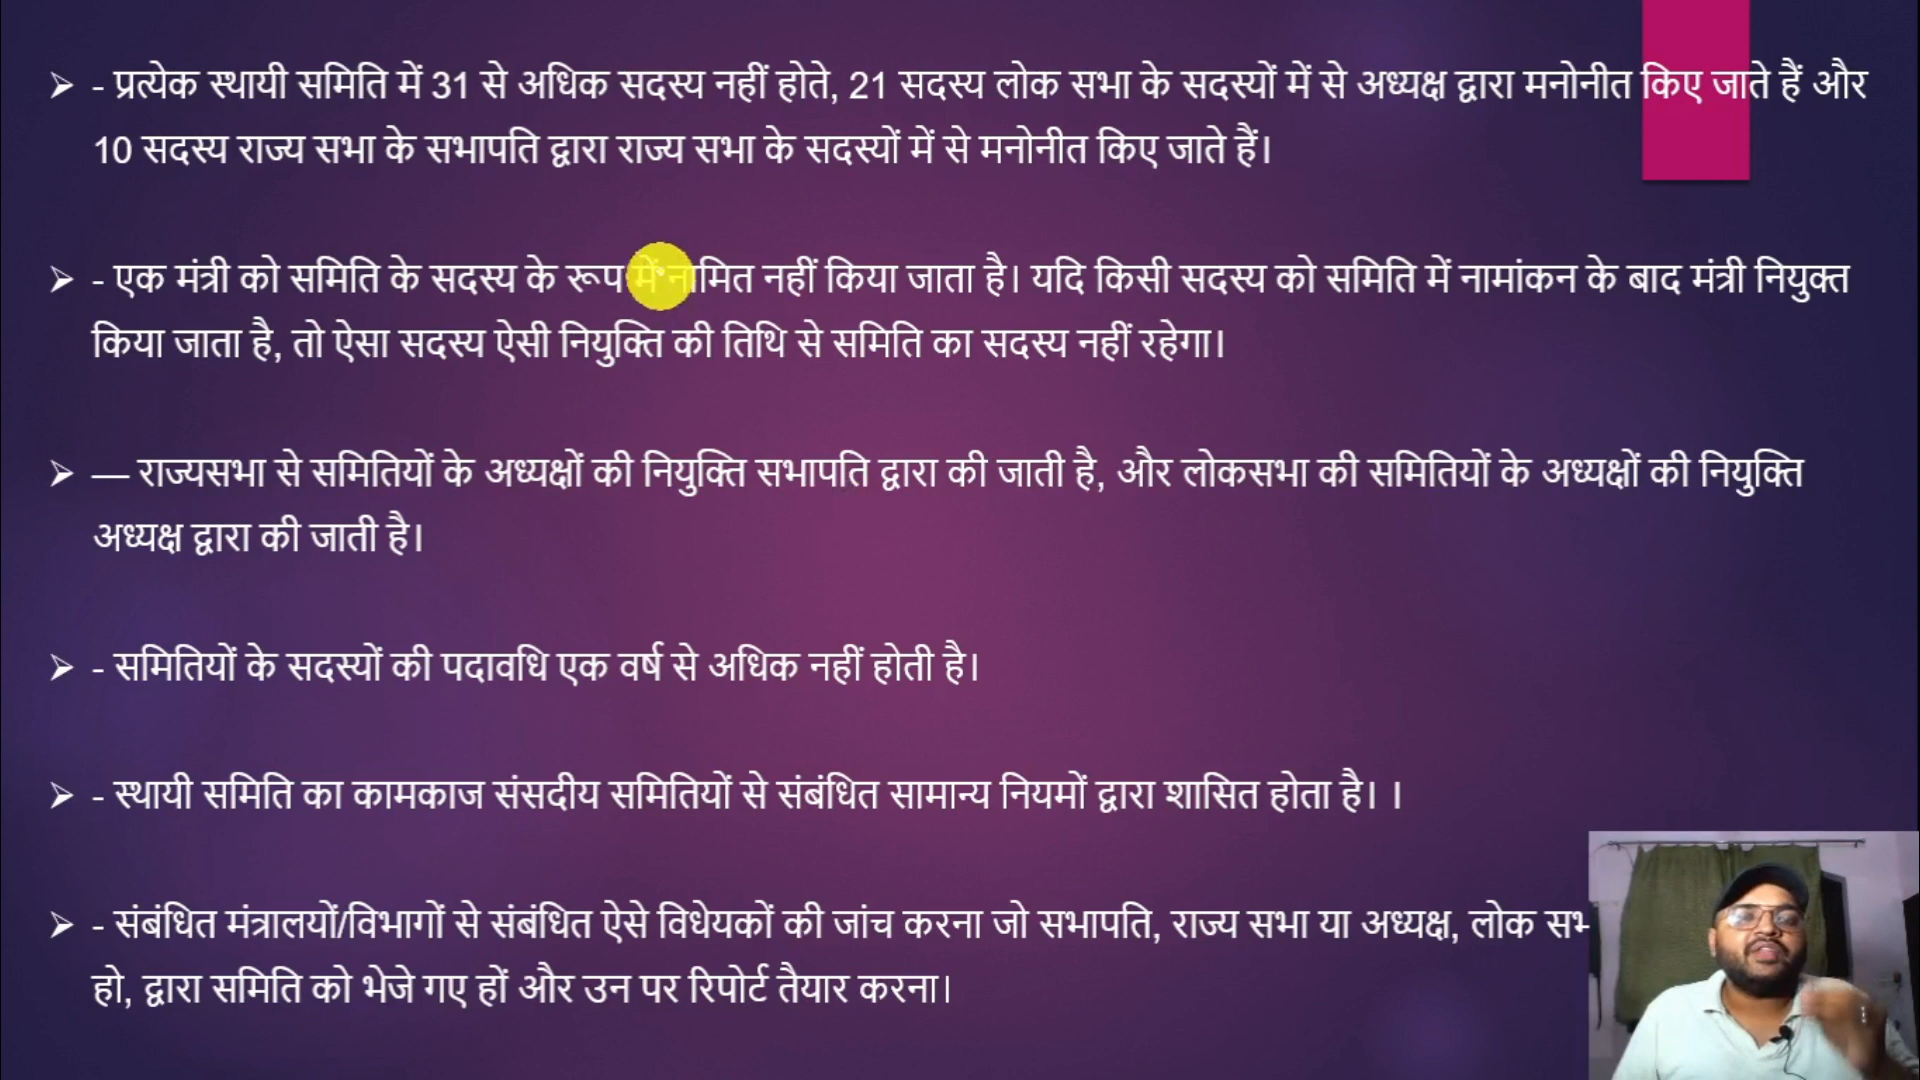 ➢ - प्रत्येक स्थायी समिति में 31 से अधिक सदस्य नहीं होते, 21 सदस्य लोक सभा के सदस्यों में से अध्यक्ष द्वारा मनोनीत किए जाते हैं और
10 सदस्य राज्य सभा के सभापति द्वारा राज्य सभा के सदस्यों में से मनोनीत किए जाते हैं।
➢ - एक मंत्री को समिति के सदस्य के रूप में नामित नहीं किया जाता है। यदि किसी सदस्य को समिति में नामांकन के बाद मंत्री नियुक्त
किया जाता है, तो ऐसा सदस्य ऐसी नियुक्ति की तिथि से समिति का सदस्य नहीं रहेगा।
➢ — राज्यसभा से समितियों के अध्यक्षों की नियुक्ति सभापति द्वारा की जाती है, और लोकसभा की समितियों के अध्यक्षों की नियुक्ति
अध्यक्ष द्वारा की जाती है।
➢ - समितियों के सदस्यों की पदावधि एक वर्ष से अधिक नहीं होती है।
➢ - स्थायी समिति का कामकाज संसदीय समितियों से संबंधित सामान्य नियमों द्वारा शासित होता है। ।
➢ - संबंधित मंत्रालयों/विभागों से संबंधित ऐसे विधेयकों की जांच करना जो सभापति, राज्य सभा या अध्यक्ष, लोक
हो, द्वारा समिति को भेजे गए हों और उन पर रिपोर्ट तैयार करना।